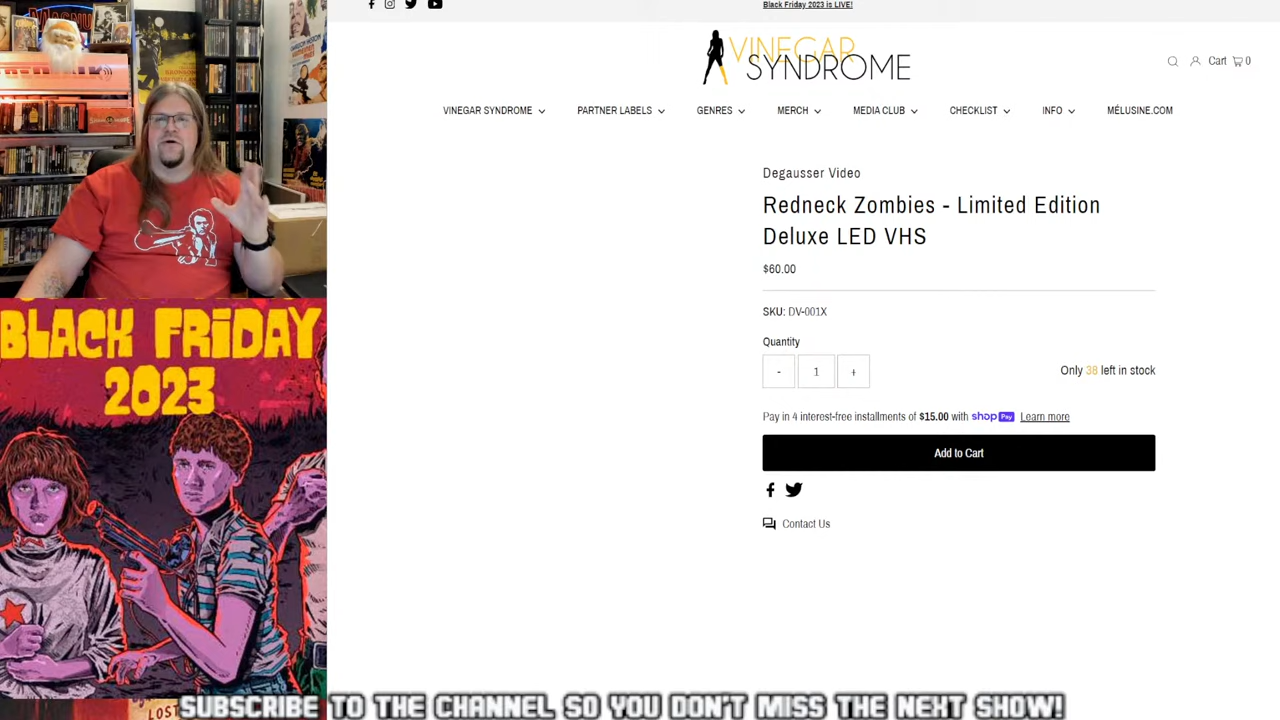 Black Friday 2023 is LIVE!
VINEGAR
SYNDROME
Cart 0
VINEGAR SYNDROME
PARTNER LABELS
GENRES
MERCH
MEDIA CLUB
CHECKLIST
INFO
MÉLUSINE.COM
Degausser Video
Redneck Zombies - Limited Edition
Deluxe LED VHS
$60.00
SKU: DV-001X
Quantity
- 1 +
Only 38 left in stock
Pay in 4 interest-free installments of $15.00 with shop Pay Learn more
Add to Cart
Contact Us
BLACK FRIDAY
2023
LOST
SUBSCRIBE TO THE CHANNEL SO YOU DON'T MISS THE NEXT SHOW!